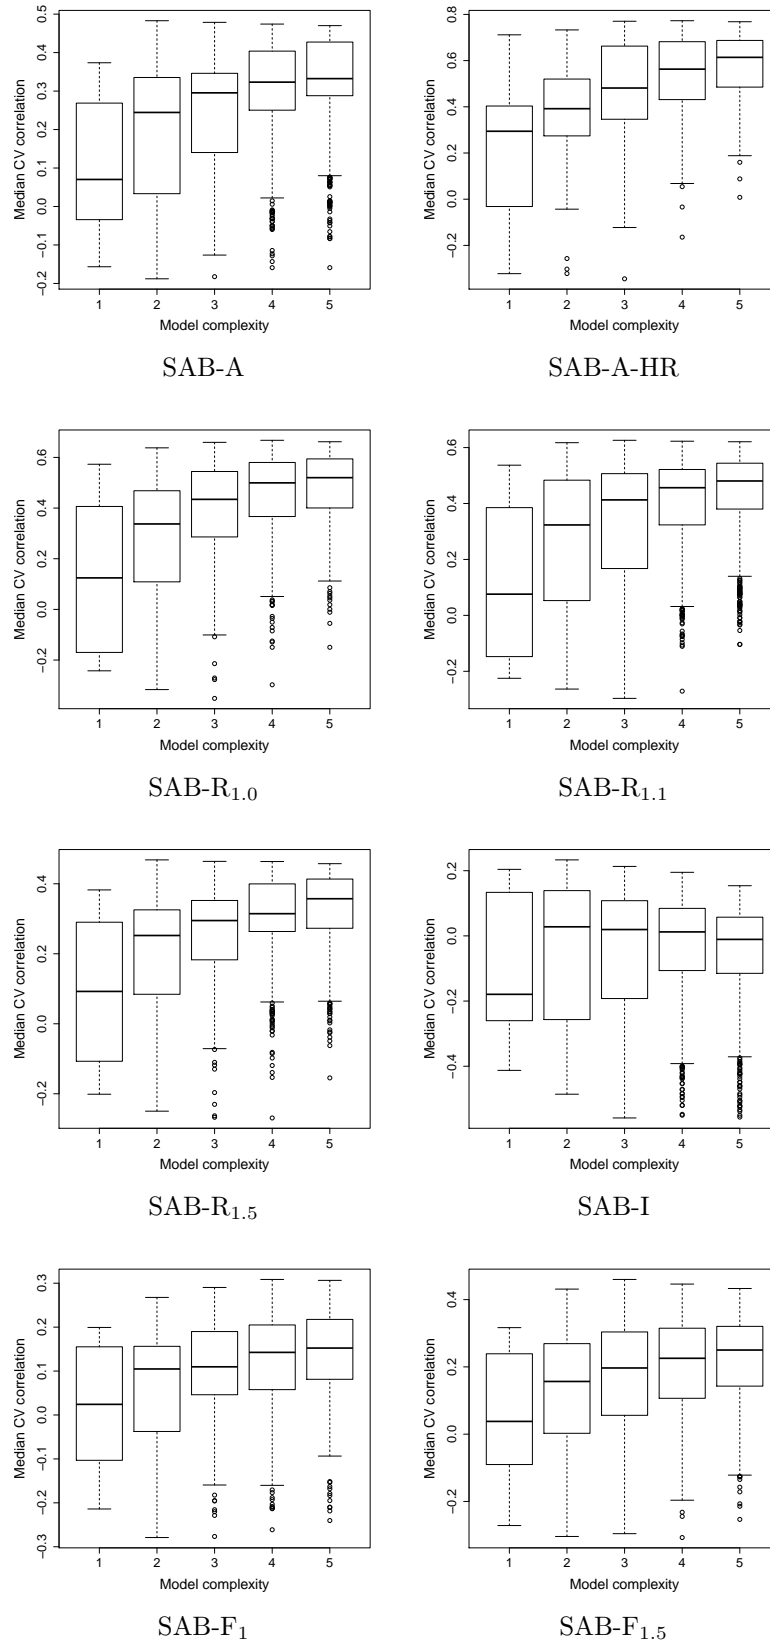 0.5
0.4
0.3
0.2
0.1
0.0
−0.1
−0.2
Median CV correlation
1 2 3 4 5
Model complexity
SAB-A
0.8
0.6
0.4
0.2
0.0
−0.2
Median CV correlation
1 2 3 4 5
Model complexity
SAB-A-HR
0.6
0.4
0.2
0.0
−0.2
Median CV correlation
1 2 3 4 5
Model complexity
SAB-R1.0
0.6
0.4
0.2
0.0
−0.2
Median CV correlation
1 2 3 4 5
Model complexity
SAB-R1.1
0.4
0.2
0.0
−0.2
Median CV correlation
1 2 3 4 5
Model complexity
SAB-R1.5
0.2
0.0
−0.2
−0.4
Median CV correlation
1 2 3 4 5
Model complexity
SAB-I
0.3
0.2
0.1
0.0
−0.1
−0.2
−0.3
Median CV correlation
1 2 3 4 5
Model complexity
SAB-F1
0.4
0.2
0.0
−0.2
Median CV correlation
1 2 3 4 5
Model complexity
SAB-F1.5